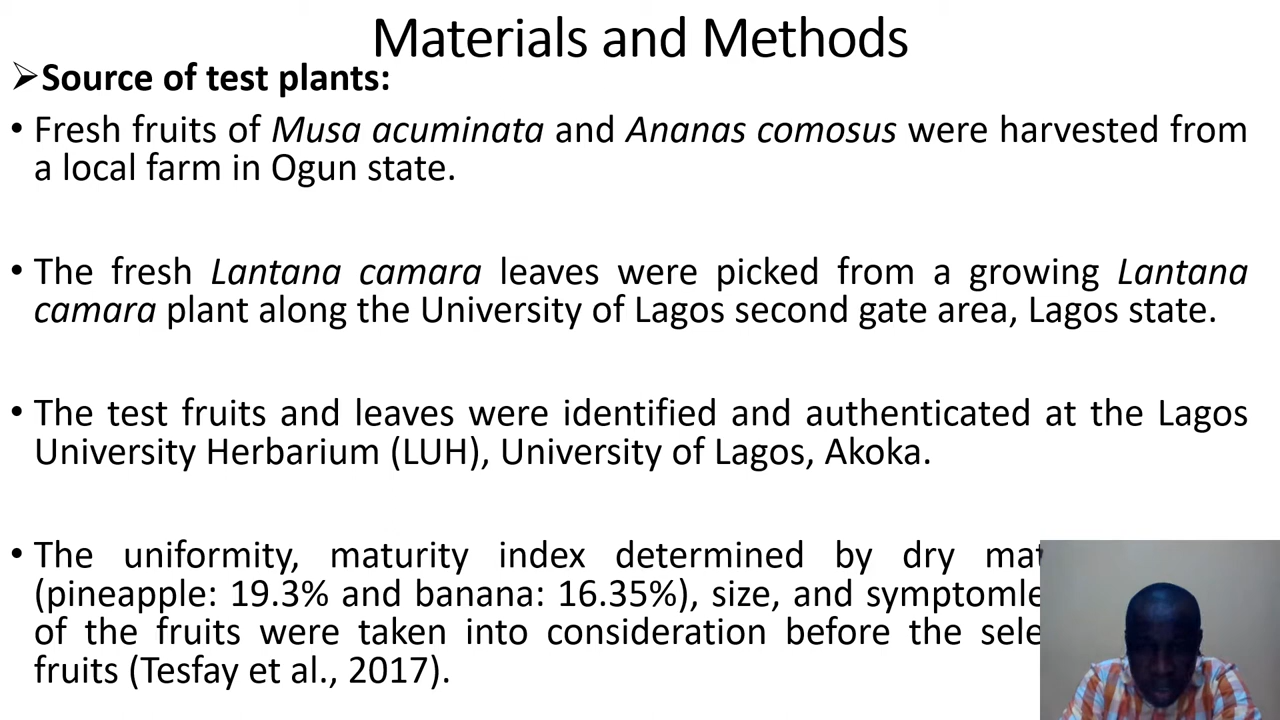 Materials and Methods
➢Source of test plants:
• Fresh fruits of Musa acuminata and Ananas comosus were harvested from
a local farm in Ogun state.
• The fresh Lantana camara leaves were picked from a growing Lantana
camara plant along the University of Lagos second gate area, Lagos state.
• The test fruits and leaves were identified and authenticated at the Lagos
University Herbarium (LUH), University of Lagos, Akoka.
• The uniformity, maturity index determined by dry
(pineapple: 19.3% and banana: 16.35%), size, and
of the fruits were taken into consideration before the
fruits (Tesfay et al., 2017).